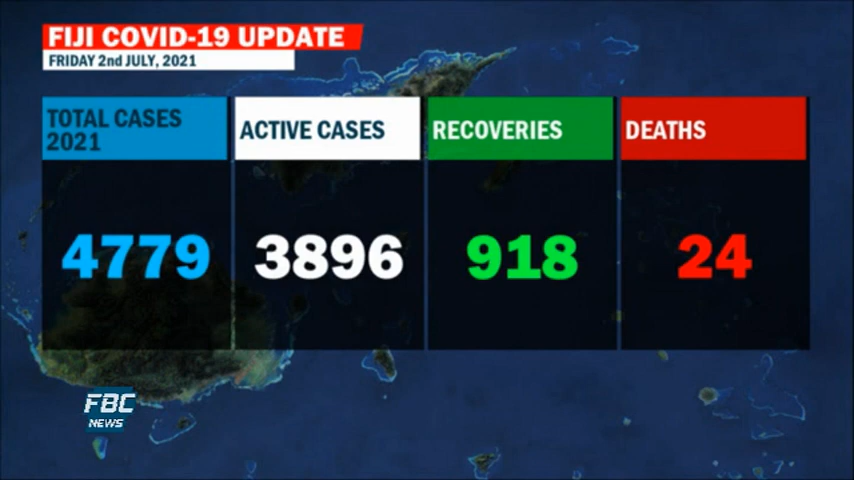 FIJI COVID-19 UPDATE
FRIDAY 2nd JULY, 2021
TOTAL CASES
2021
ACTIVE CASES
RECOVERIES
DEATHS
4779
3896
918
24
FBC
NEWS